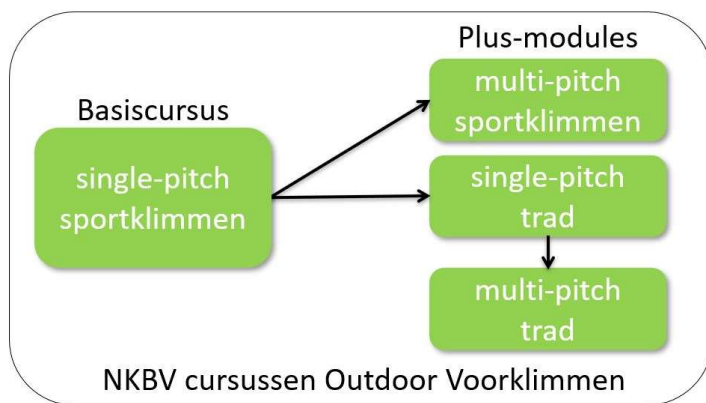 Basiscursus
single-pitch
sportklimmen
Plus-modules
multi-pitch
sportklimmen
single-pitch
trad
multi-pitch
trad
NKBV cursussen Outdoor Voorklimmen